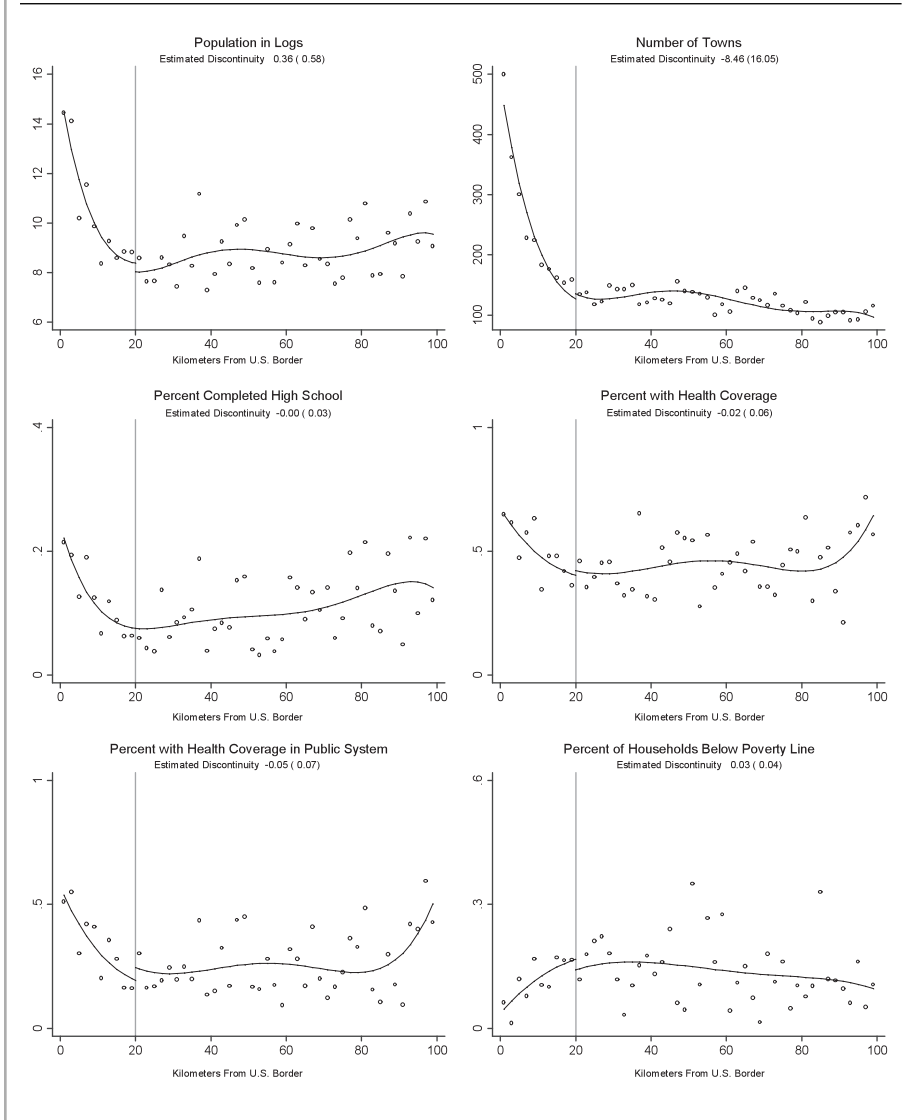 Population in Logs
Estimated Discontinuity 0.36 ( 0.58)
16
14
12
10
8
6
0 20 40 60 80 100
Kilometers From U.S. Border
Number of Towns
Estimated Discontinuity -8.46 (16.05)
500
400
300
200
100
0 20 40 60 80 100
Kilometers From U.S. Border
Percent Completed High School
Estimated Discontinuity -0.00 ( 0.03)
.4
.2
0
0 20 40 60 80 100
Kilometers From U.S. Border
Percent with Health Coverage
Estimated Discontinuity -0.02 ( 0.06)
1
.5
0
0 20 40 60 80 100
Kilometers From U.S. Border
Percent with Health Coverage in Public System
Estimated Discontinuity -0.05 ( 0.07)
1
.5
0
0 20 40 60 80 100
Kilometers From U.S. Border
Percent of Households Below Poverty Line
Estimated Discontinuity 0.03 ( 0.04)
.6
.3
0
0 20 40 60 80 100
Kilometers From U.S. Border